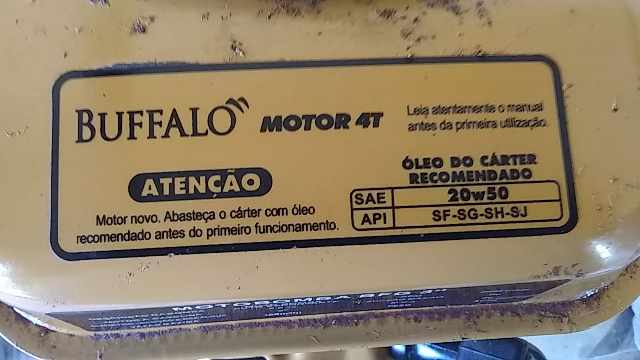 BUFFALO
MOTOR 4T
Leia atentamente o manual
antes da primeira utilização.
ATENÇÃO
Motor novo. Abasteça o cárter com óleo
recomendado antes do primeiro funcionamento.
ÓLEO DO CÁRTER
RECOMENDADO
SAE 20w50
API SF-SG-SH-SJ
MOTOBOMBA